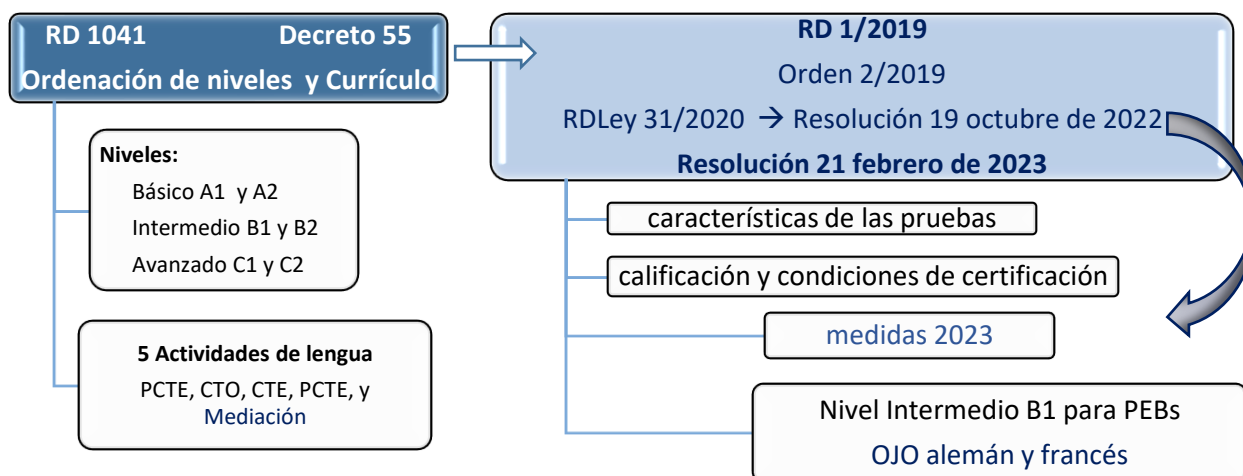 RD 1041 Decreto 55
Ordenación de niveles y Currículo
Niveles:
Básico A1 y A2
Intermedio B1 y B2
Avanzado C1 y C2
5 Actividades de lengua
PCTE, CTO, CTE, PCTE, y
Mediación
RD 1/2019
Orden 2/2019
RDLey 31/2020 → Resolución 19 octubre de 2022
Resolución 21 febrero de 2023
características de las pruebas
calificación y condiciones de certificación
medidas 2023
Nivel Intermedio B1 para PEBs
OJO alemán y francés